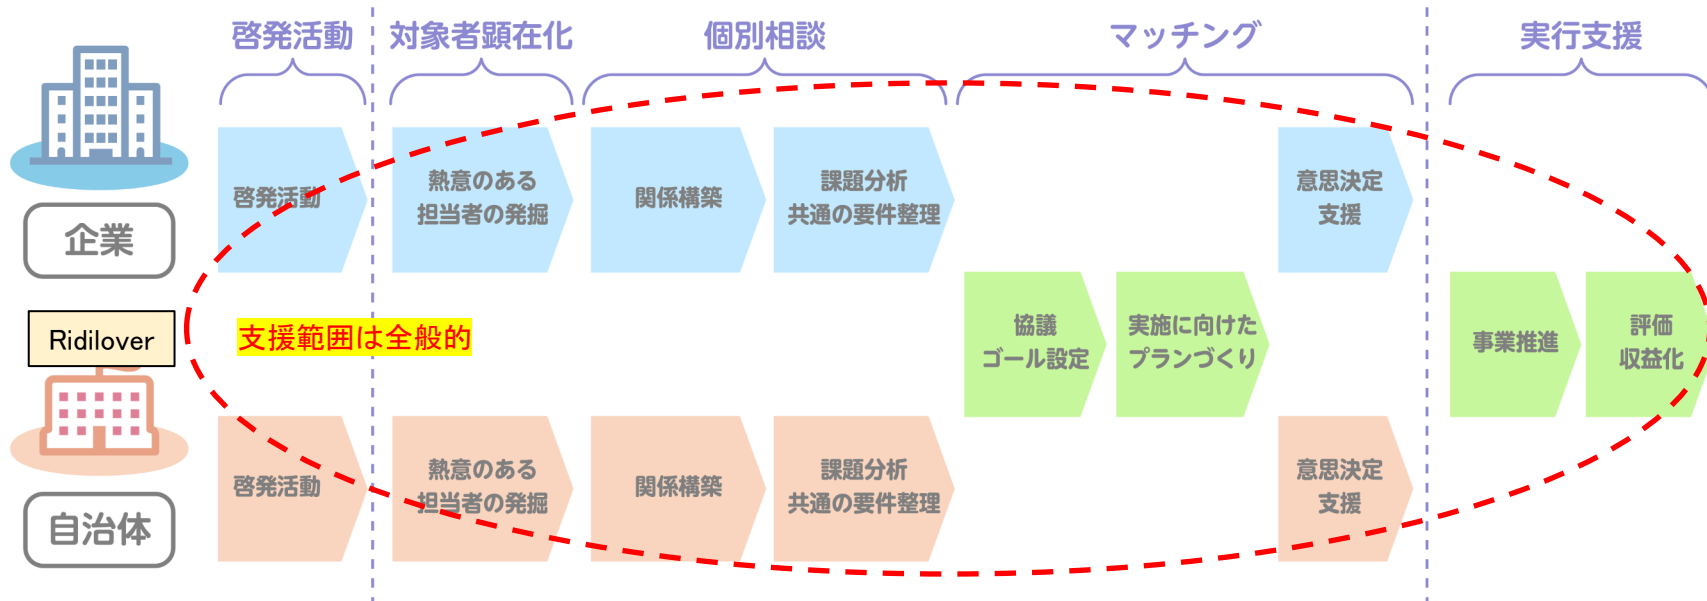 啓発活動
対象者顕在化
個別相談
マッチング
実行支援
企業
啓発活動
熱意のある
担当者の発掘
関係構築
課題分析
共通の要件整理
意思決定
支援
Ridilover
支援範囲は全般的
協議
ゴール設定
実施に向けた
プランづくり
事業推進
評価
収益化
自治体
啓発活動
熱意のある
担当者の発掘
関係構築
課題分析
共通の要件整理
意思決定
支援